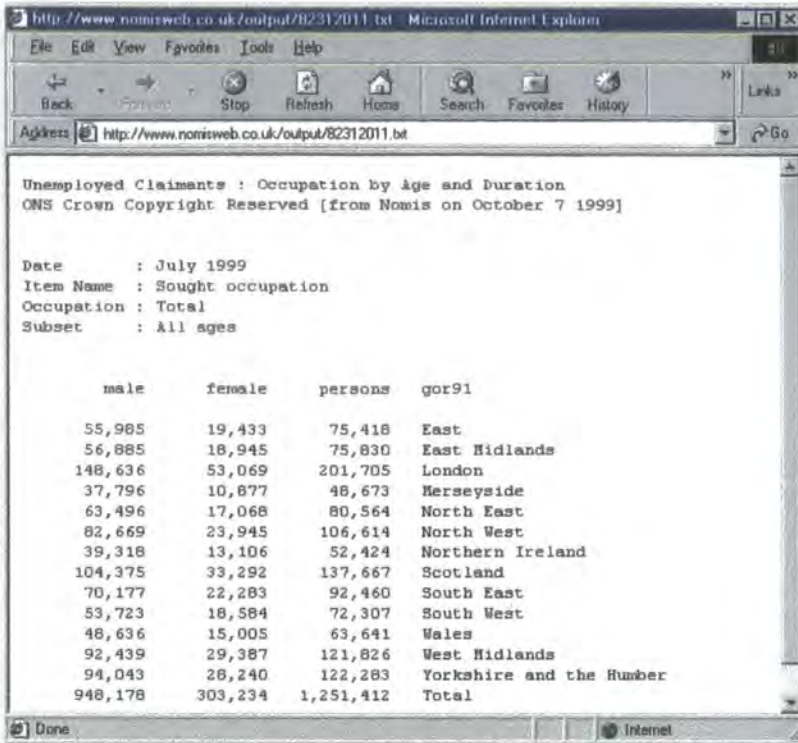 http://www.nomisweb.co.uk/output/82312011.txt - Microsoft Internet Explorer
File Edit View Favorites Tools Help
Back Forward Stop Refresh Home Search Favorites History » Links »
Address http://www.nomisweb.co.uk/output/82312011.txt Go
Unemployed Claimants : Occupation by Age and Duration
ONS Crown Copyright Reserved [from Nomis on October 7 1999]
Date : July 1999
Item Name : Sought occupation
Occupation : Total
Subset : All ages
male female persons gor91
55,985 19,433 75,418 East
56,885 18,945 75,830 East Midlands
148,636 53,069 201,705 London
37,796 10,877 48,673 Merseyside
63,496 17,068 80,564 North East
82,669 23,945 106,614 North West
39,318 13,106 52,424 Northern Ireland
104,375 33,292 137,667 Scotland
70,177 22,283 92,460 South East
53,723 18,584 72,307 South West
48,636 15,005 63,641 Wales
92,439 29,387 121,826 West Midlands
94,043 28,240 122,283 Yorkshire and the Humber
948,178 303,234 1,251,412 Total
Done Internet